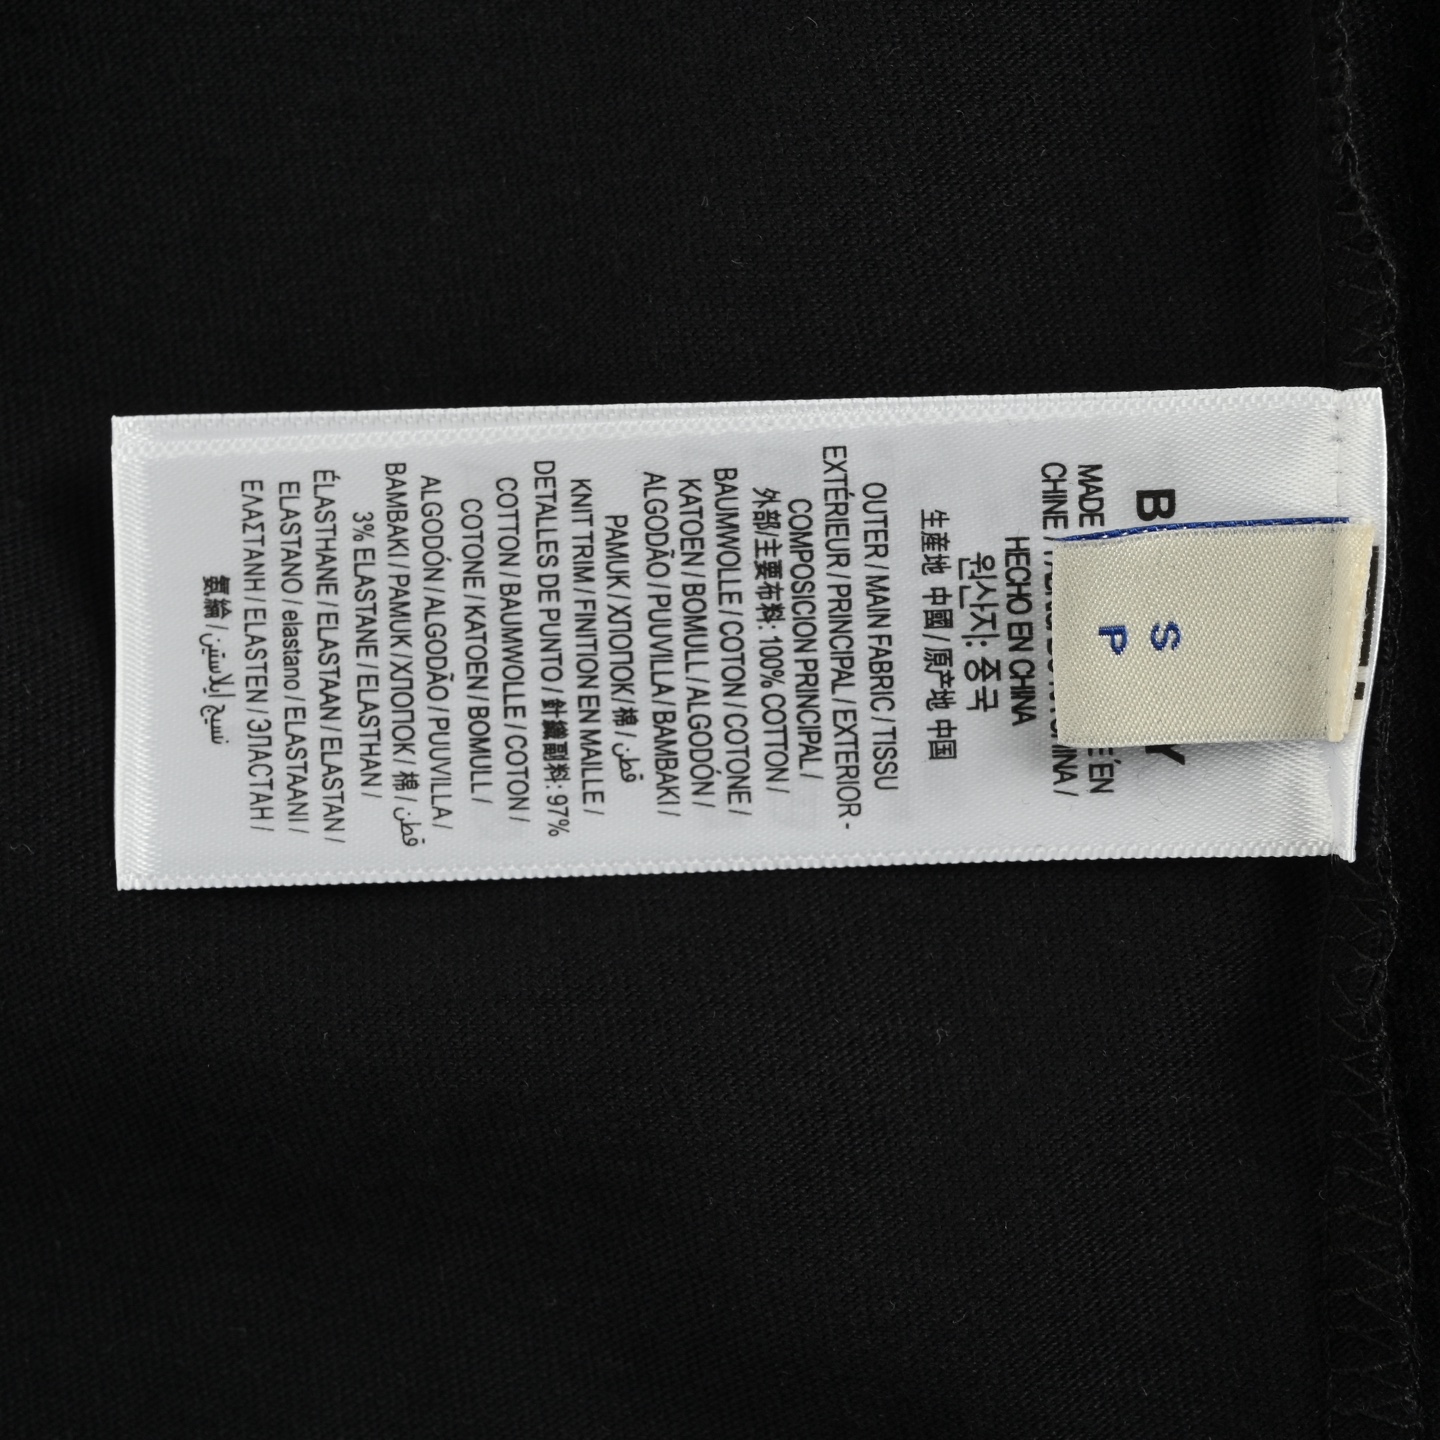 B Y
MADE E´EN
CHINE / HINA /
HECHO EN CHINA
원산지: 중국
生産地 中國 / 原产地 中国
OUTER / MAIN FABRIC / TISSU
EXTÉRIEUR / PRINCIPAL / EXTERIOR-
COMPOSICION PRINCIPAL /
外部/主要布料: 100% COTTON /
BAUMWOLLE / COTON / COTONE /
KATOEN / BOMULL / ALGODÓN /
ALGODÃO / PUUVILLA / BAMBAKI
PAMUK / ХЛОПОК / 棉 / قطن
KNIT TRIM / FINITION EN MAILLE /
DETALLES DE PUNTO / 針織副料: 97%
COTTON / BAUMWOLLE / COTON /
COTONE / KATOEN / BOMULL /
ALGODÓN / ALGODÃO / PUUVILLA /
BAMBAKI / PAMUK / ХЛОПОК / 棉 / قطن
3% ELASTANE / ELASTHAN /
ÉLASTHANE / ELASTAAN / ELASTAN /
ELASTANO / elastano / ELASTAANI /
ΕΛΑΣΤΑΝΗ / ELASTEN / ЭЛАСТАН /
氨綸 / نسيج إيلاستين
S
P